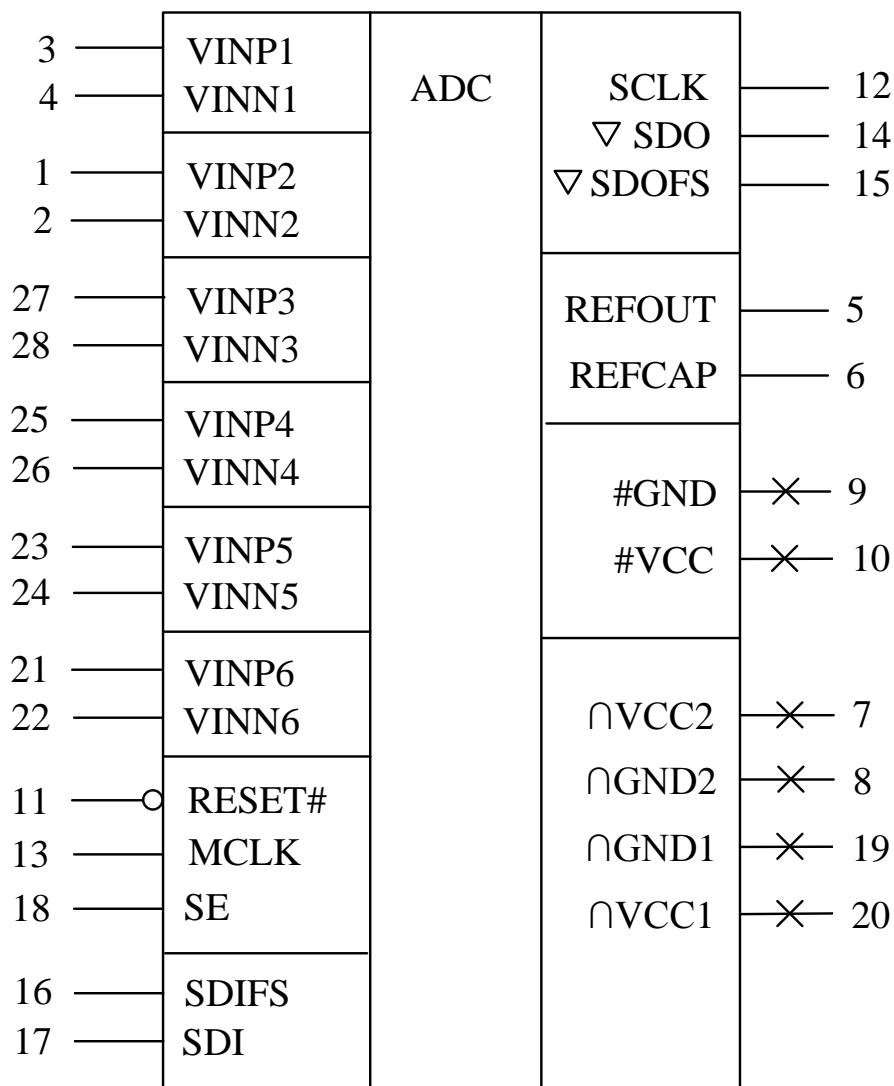 3 VINP1
4 VINN1
1 VINP2
2 VINN2
27 VINP3
28 VINN3
25 VINP4
26 VINN4
23 VINP5
24 VINN5
21 VINP6
22 VINN6
11 RESET#
13 MCLK
18 SE
16 SDIFS
17 SDI
ADC
SCLK 12
▽ SDO 14
▽ SDOFS 15
REFOUT 5
REFCAP 6
#GND 9
#VCC 10
∩VCC2 7
∩GND2 8
∩GND1 19
∩VCC1 20